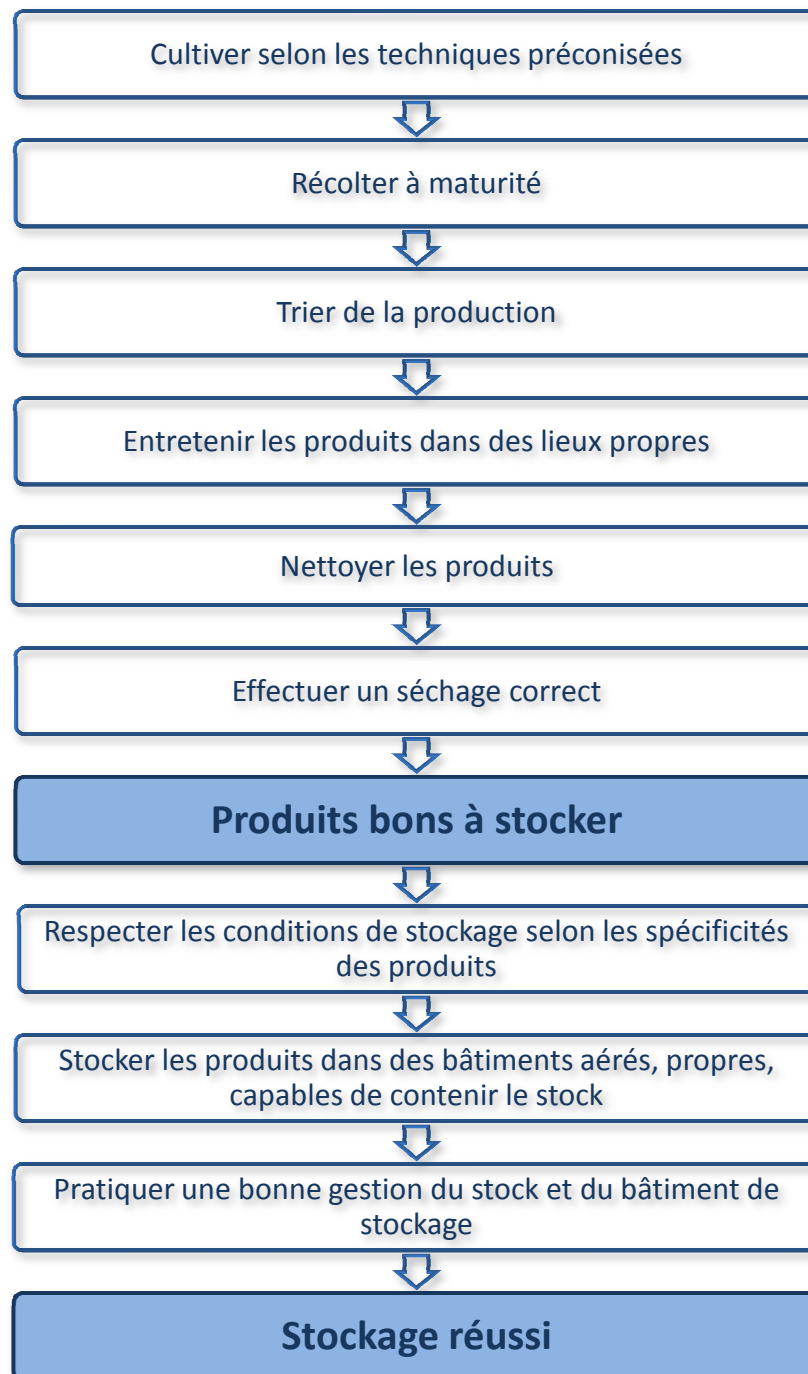 Cultiver selon les techniques préconisées
Récolter à maturité
Trier de la production
Entretenir les produits dans des lieux propres
Nettoyer les produits
Effectuer un séchage correct
Produits bons à stocker
Respecter les conditions de stockage selon les spécificités
des produits
Stocker les produits dans des bâtiments aérés, propres,
capables de contenir le stock
Pratiquer une bonne gestion du stock et du bâtiment de
stockage
Stockage réussi